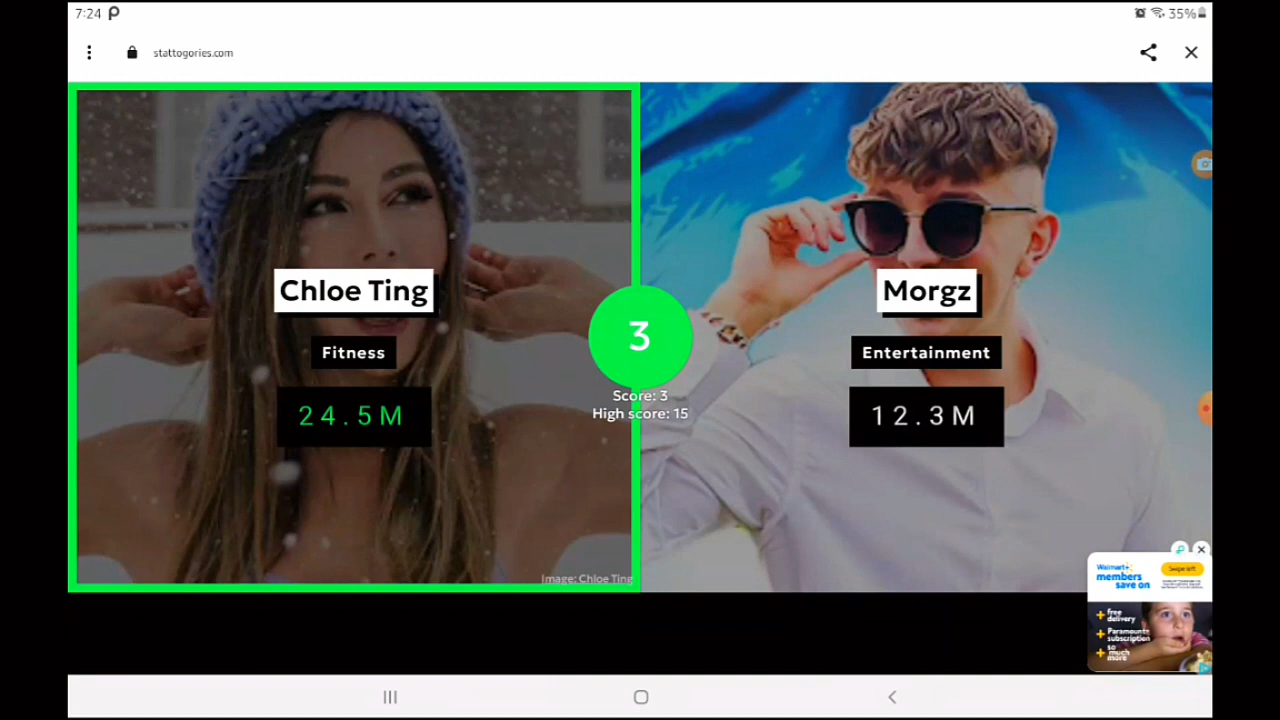 7:24
35%
stattogories.com
Chloe Ting
Fitness
24.5M
Image: Chloe Ting
3
Score: 3
High score: 15
Morgz
Entertainment
12.3M
Walmart+
members
save on
Swipe left
+ free
delivery
+ Paramount+
subscription
+ so
much
more